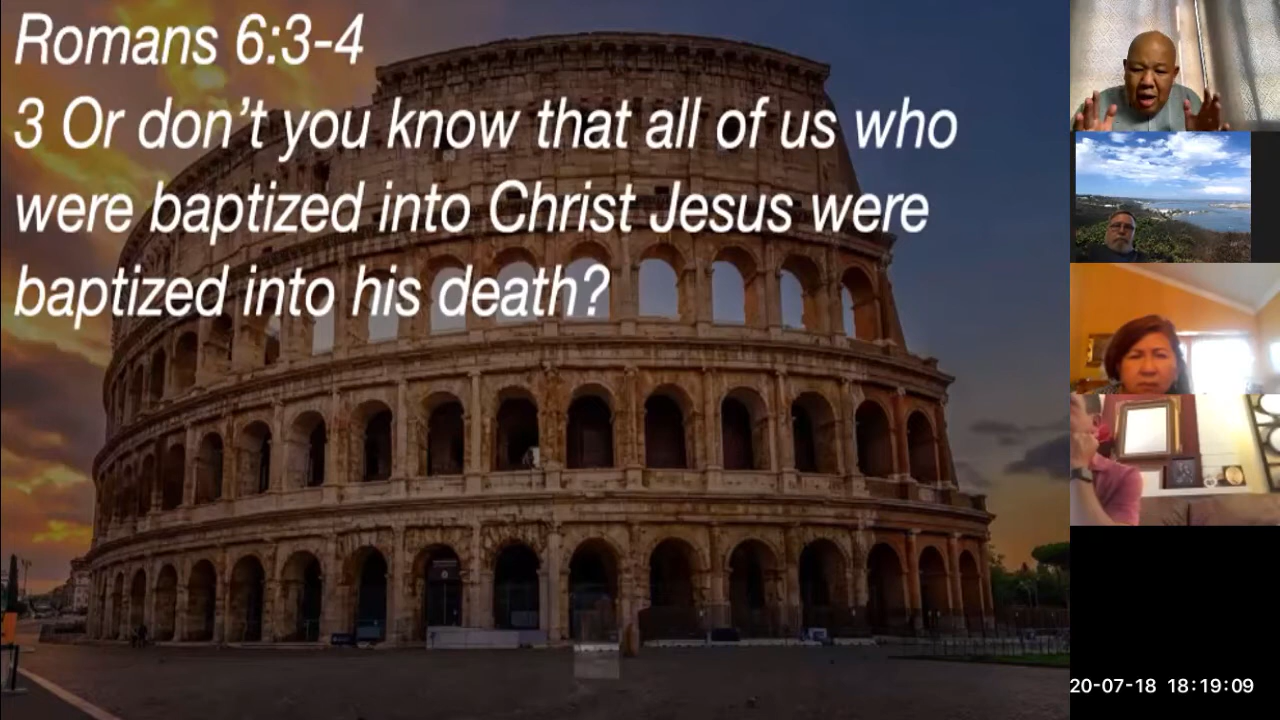 Romans 6:3-4
3 Or don’t you know that all of us who
were baptized into Christ Jesus were
baptized into his death?
20-07-18 18:19:09